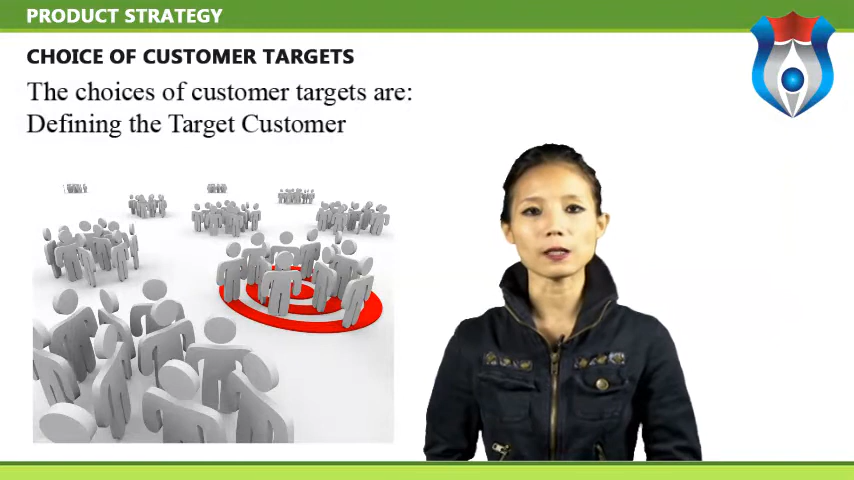 PRODUCT STRATEGY
CHOICE OF CUSTOMER TARGETS
The choices of customer targets are:
Defining the Target Customer